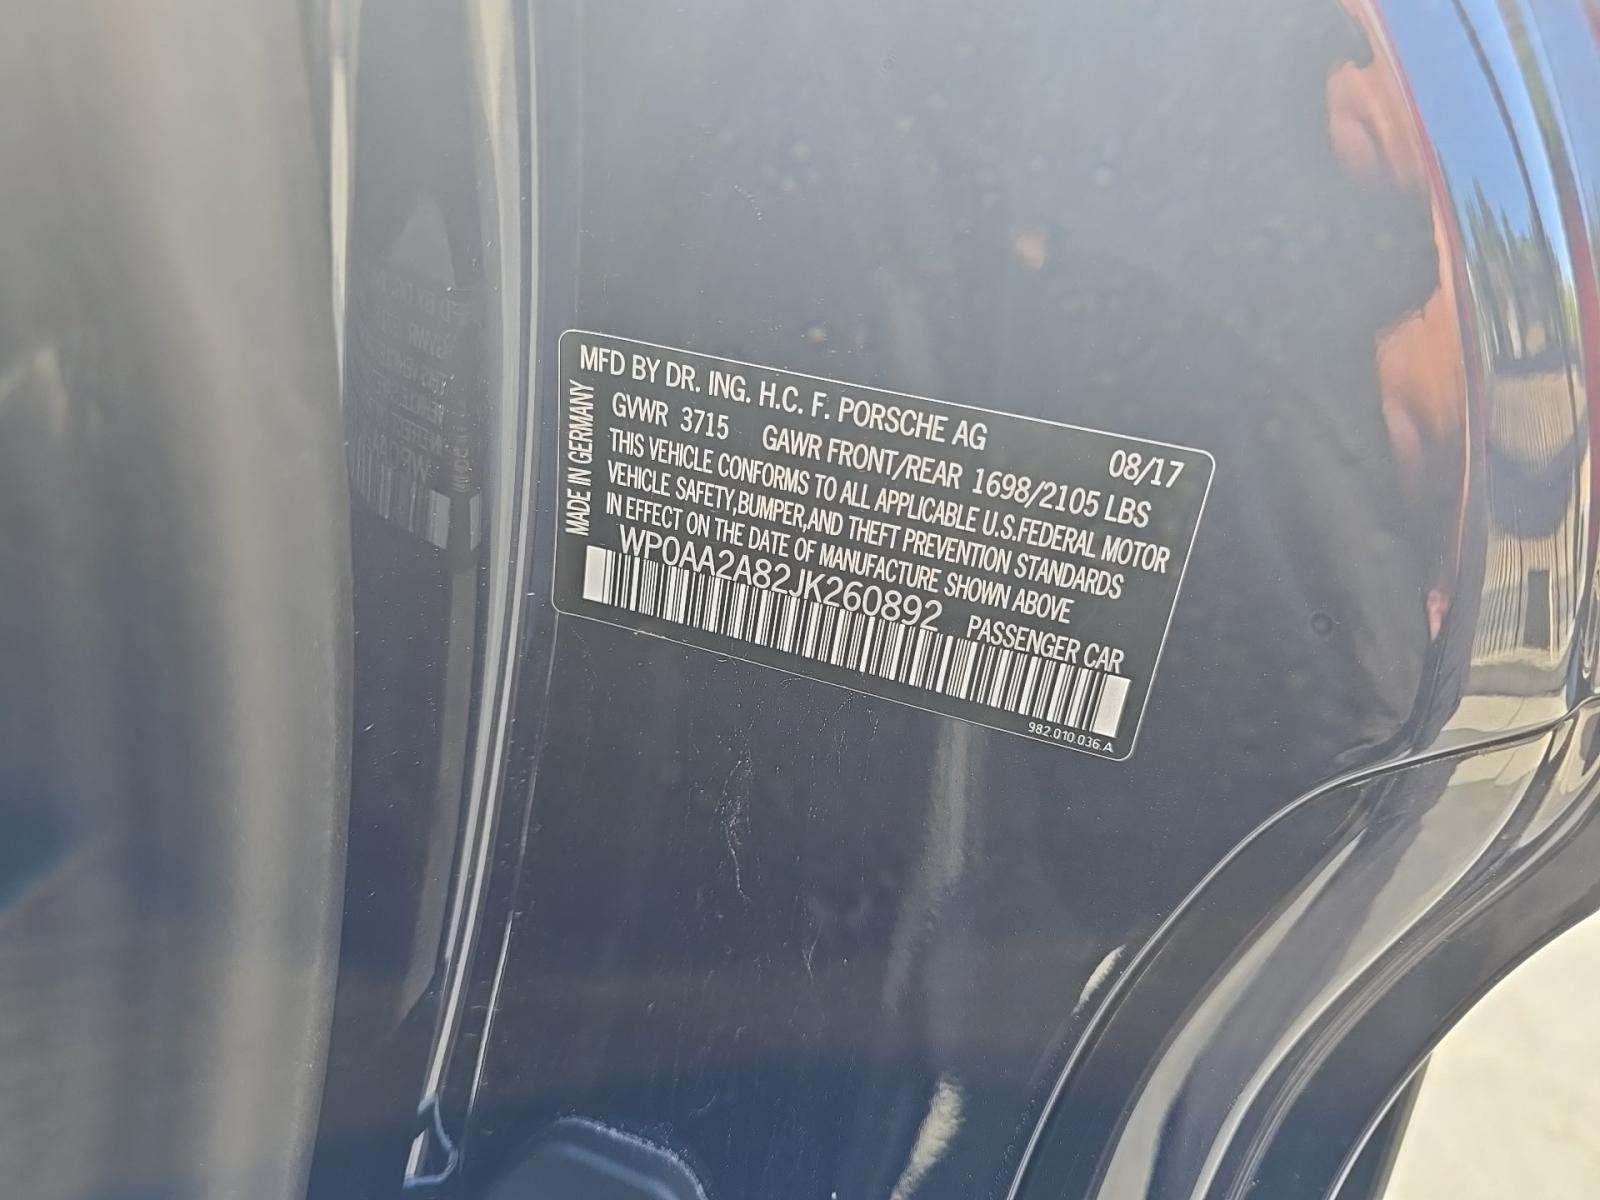 MFD BY DR. ING. H.C. F. PORSCHE AG 08/17
MADE IN GERMANY
GVWR 3715 GAWR FRONT/REAR 1698/2105 LBS
THIS VEHICLE CONFORMS TO ALL APPLICABLE U.S.FEDERAL MOTOR
VEHICLE SAFETY,BUMPER,AND THEFT PREVENTION STANDARDS
IN EFFECT ON THE DATE OF MANUFACTURE SHOWN ABOVE
WP0AA2A82JK260892 PASSENGER CAR
982.010.036.A